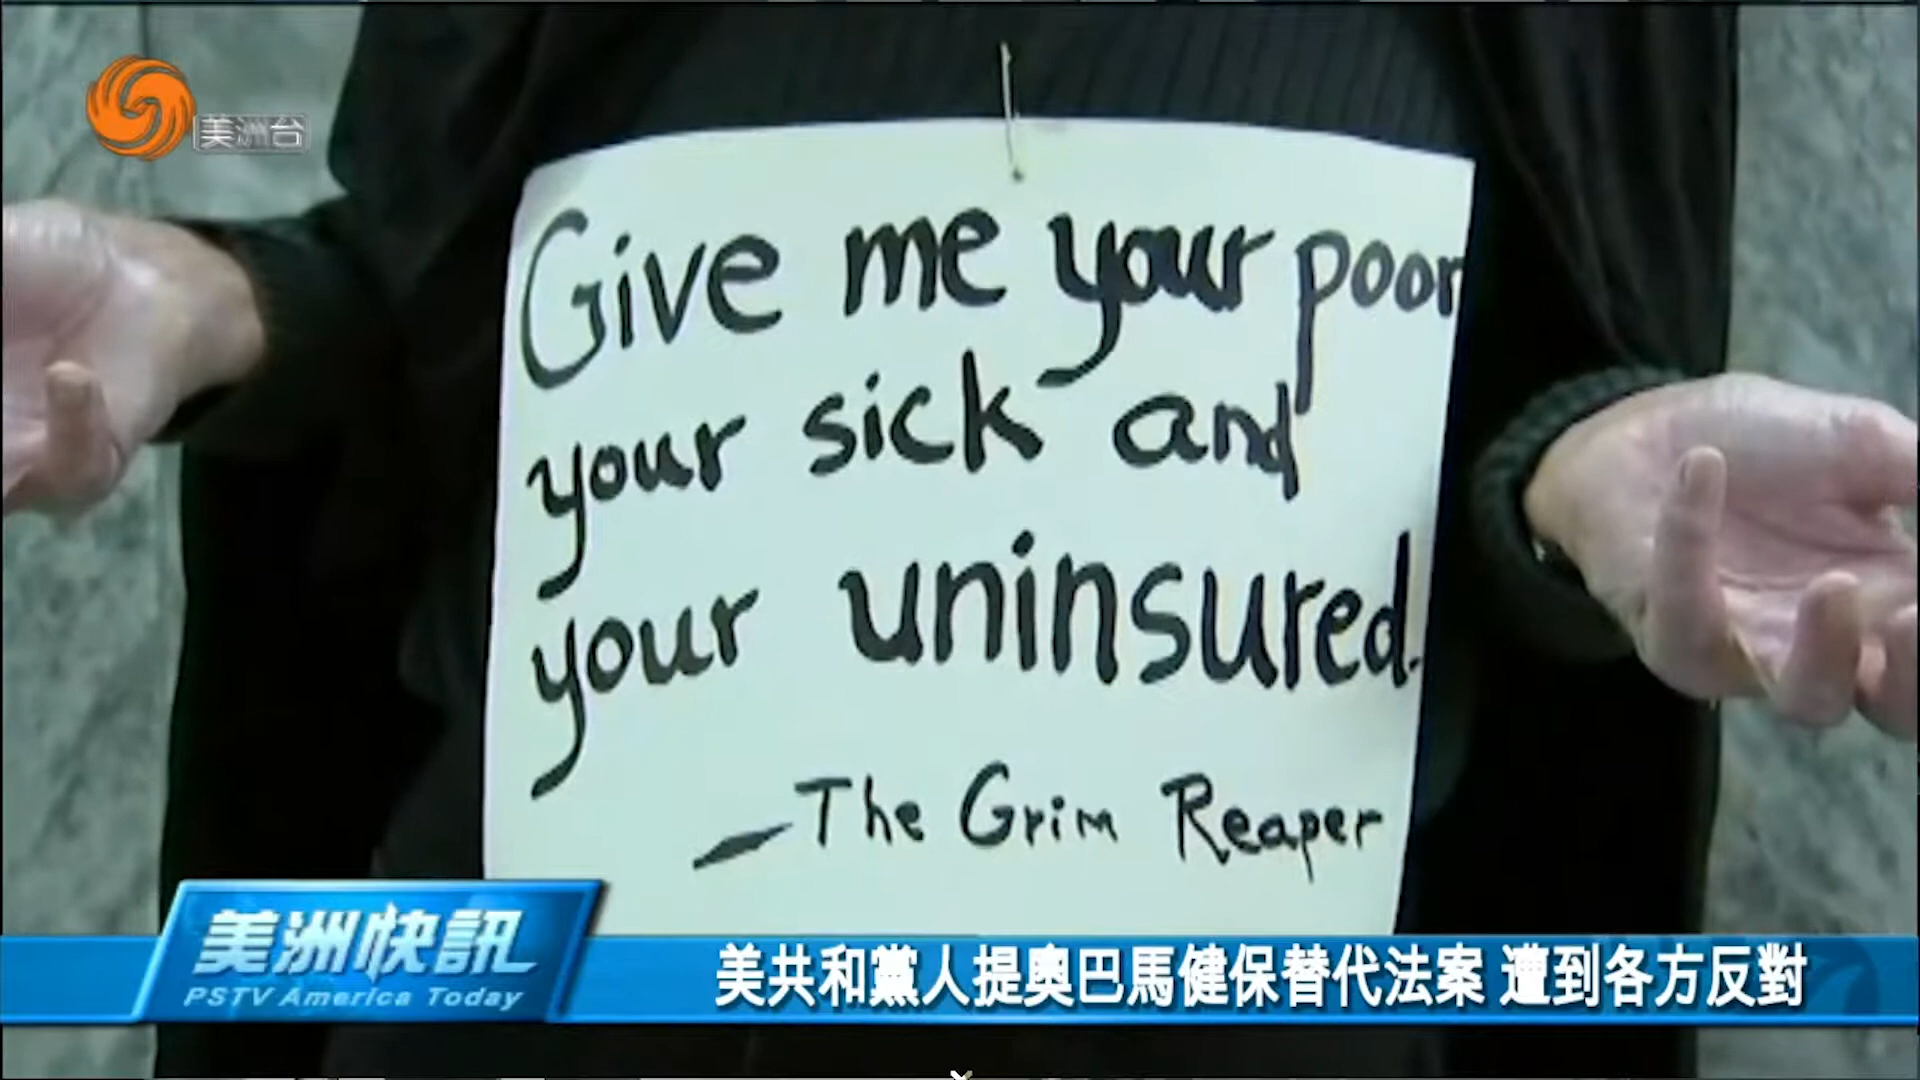 美洲台
Give me your poor
your sick and
your uninsured.
— The Grim Reaper
美洲快訊
PSTV America Today
美共和黨人提奧巴馬健保替代法案 遭到各方反對